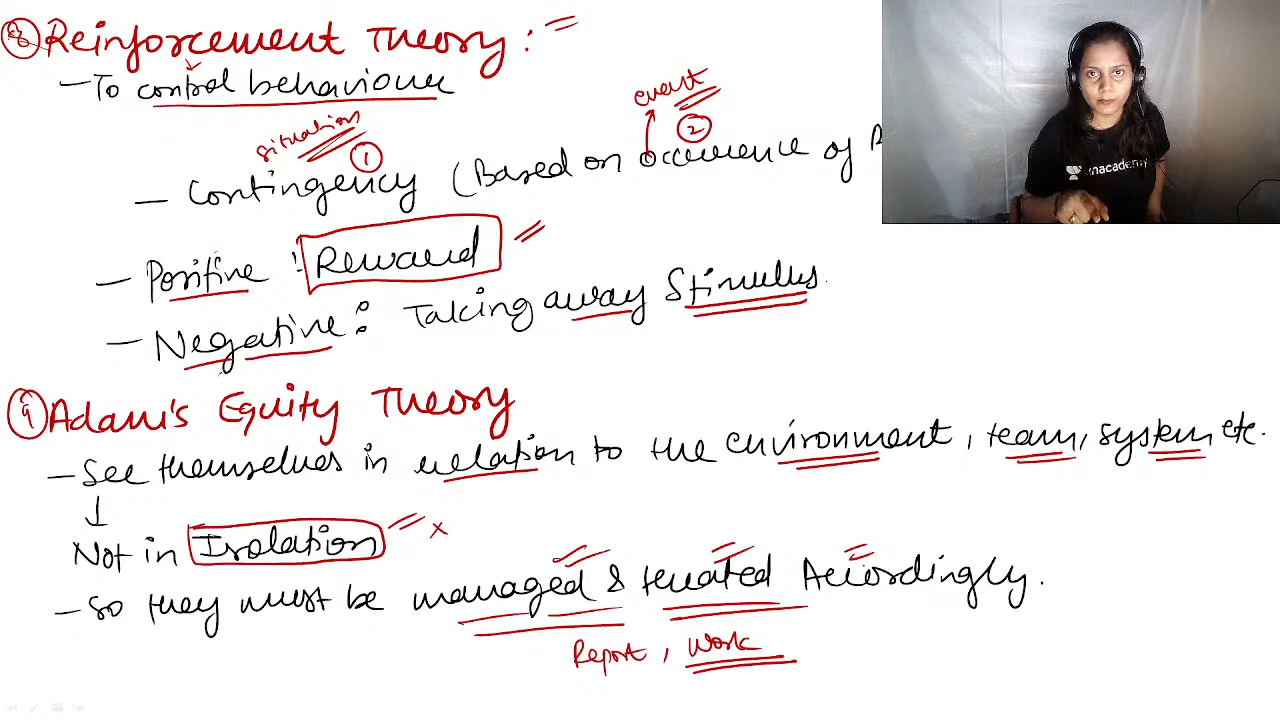 ⑧ Reinforcement Theory :=
- To control behaviour
situation ①
event ②
- Contingency (Based on occurrence of
- Positive : Reward
- Negative : Taking away Stimulus.
⑨ Adam's Equity Theory
- See themselves in relation to the environment, team, system etc.
↓
Not in Isolation x
- So they must be managed & treated Accordingly.
Report, Work
unacademy